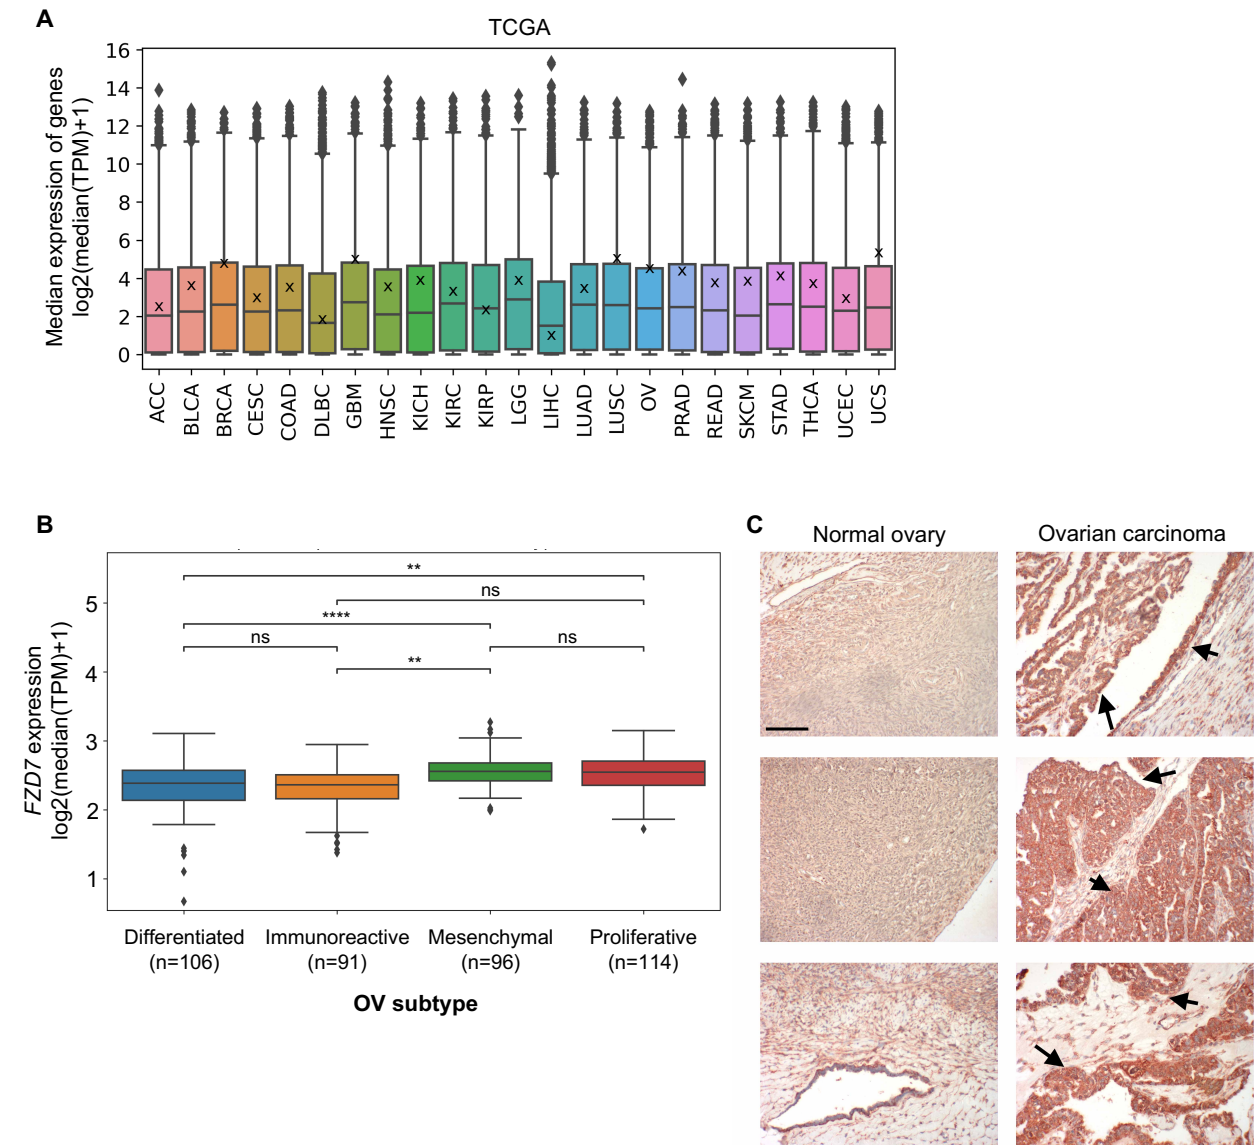 A
TCGA
Median expression of genes
log2(median(TPM)+1)
16
14
12
10
8
6
4
2
0
x x x x x x x x x x x x x x x x x x x x x x x
ACC BLCA BRCA CESC COAD DLBC GBM HNSC KICH KIRC KIRP LGG LIHC LUAD LUSC OV PRAD READ SKCM STAD THCA UCEC UCS
B
FZD7 expression
log2(median(TPM)+1)
5
4
3
2
1
**
ns
****
ns ns
**
Differentiated Immunoreactive Mesenchymal Proliferative
(n=106) (n=91) (n=96) (n=114)
OV subtype
C
Normal ovary Ovarian carcinoma